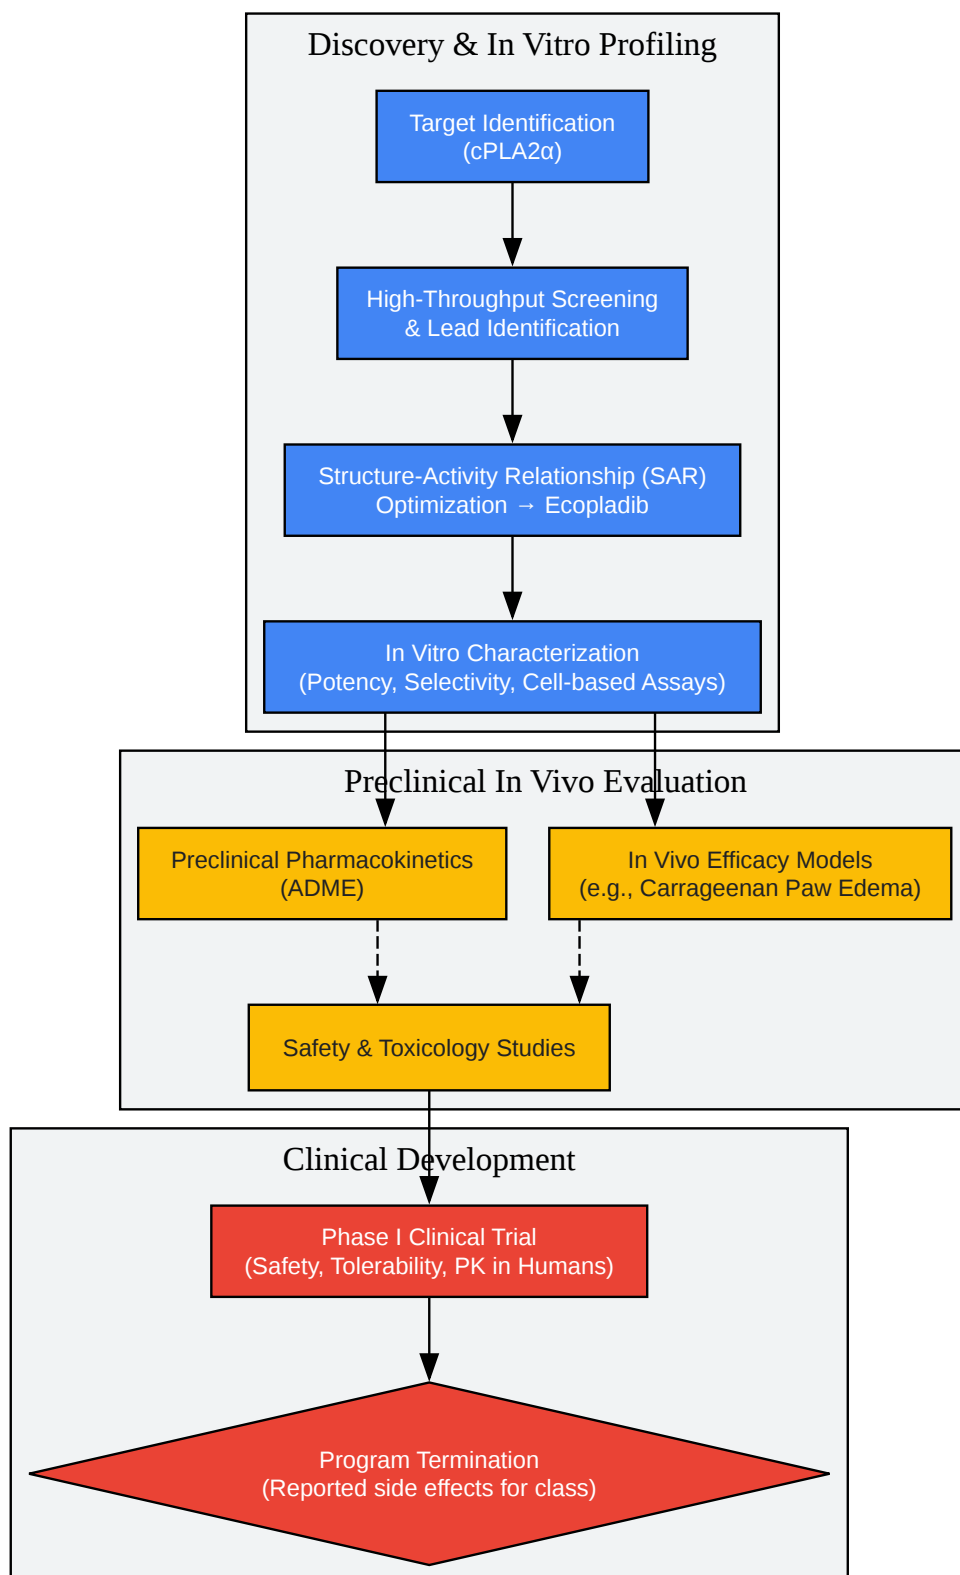 Discovery & In Vitro Profiling
Target Identification
(cPLA2α)
High-Throughput Screening
& Lead Identification
Structure-Activity Relationship (SAR)
Optimization → Ecopladib
In Vitro Characterization
(Potency, Selectivity, Cell-based Assays)
Preclinical In Vivo Evaluation
Preclinical Pharmacokinetics
(ADME)
In Vivo Efficacy Models
(e.g., Carrageenan Paw Edema)
Safety & Toxicology Studies
Clinical Development
Phase I Clinical Trial
(Safety, Tolerability, PK in Humans)
Program Termination
(Reported side effects for class)